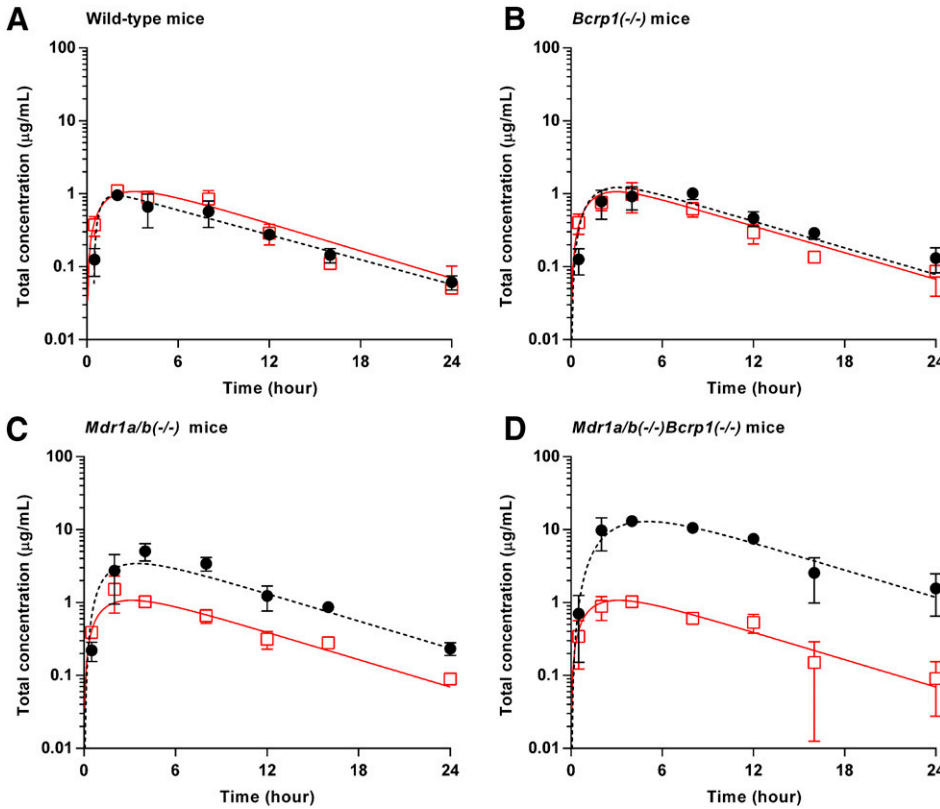 A
Wild-type mice
Total concentration (μg/mL)
100
10
1
0.1
0.01
0 6 12 18 24
Time (hour)
B
Bcrp1(-/-) mice
Total concentration (μg/mL)
100
10
1
0.1
0.01
0 6 12 18 24
Time (hour)
C
Mdr1a/b(-/-) mice
Total concentration (μg/mL)
100
10
1
0.1
0.01
0 6 12 18 24
Time (hour)
D
Mdr1a/b(-/-)Bcrp1(-/-) mice
Total concentration (μg/mL)
100
10
1
0.1
0.01
0 6 12 18 24
Time (hour)